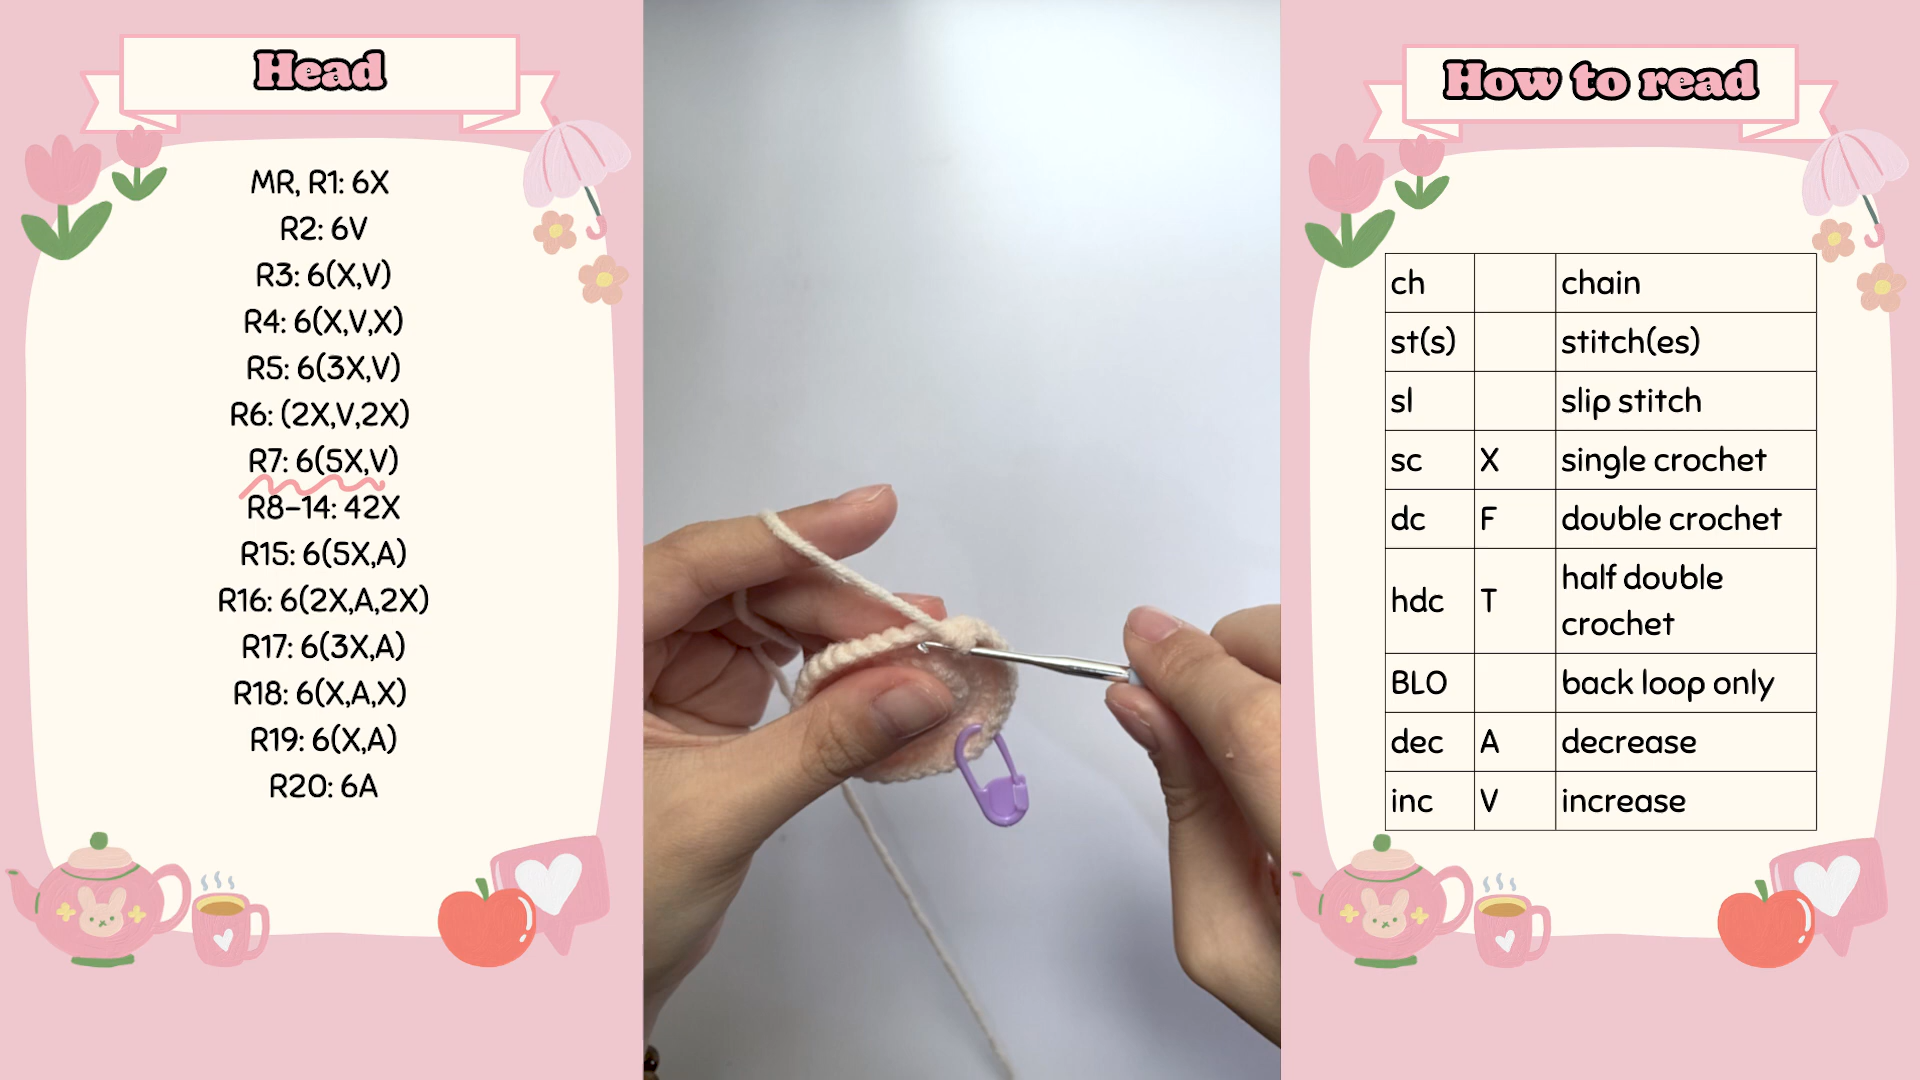 Head
MR, R1: 6X
R2: 6V
R3: 6(X,V)
R4: 6(X,V,X)
R5: 6(3X,V)
R6: (2X,V,2X)
R7: 6(5X,V)
R8-14: 42X
R15: 6(5X,A)
R16: 6(2X,A,2X)
R17: 6(3X,A)
R18: 6(X,A,X)
R19: 6(X,A)
R20: 6A
How to read
ch chain
st(s) stitch(es)
sl slip stitch
sc X single crochet
dc F double crochet
hdc T half double
crochet
BLO back loop only
dec A decrease
inc V increase